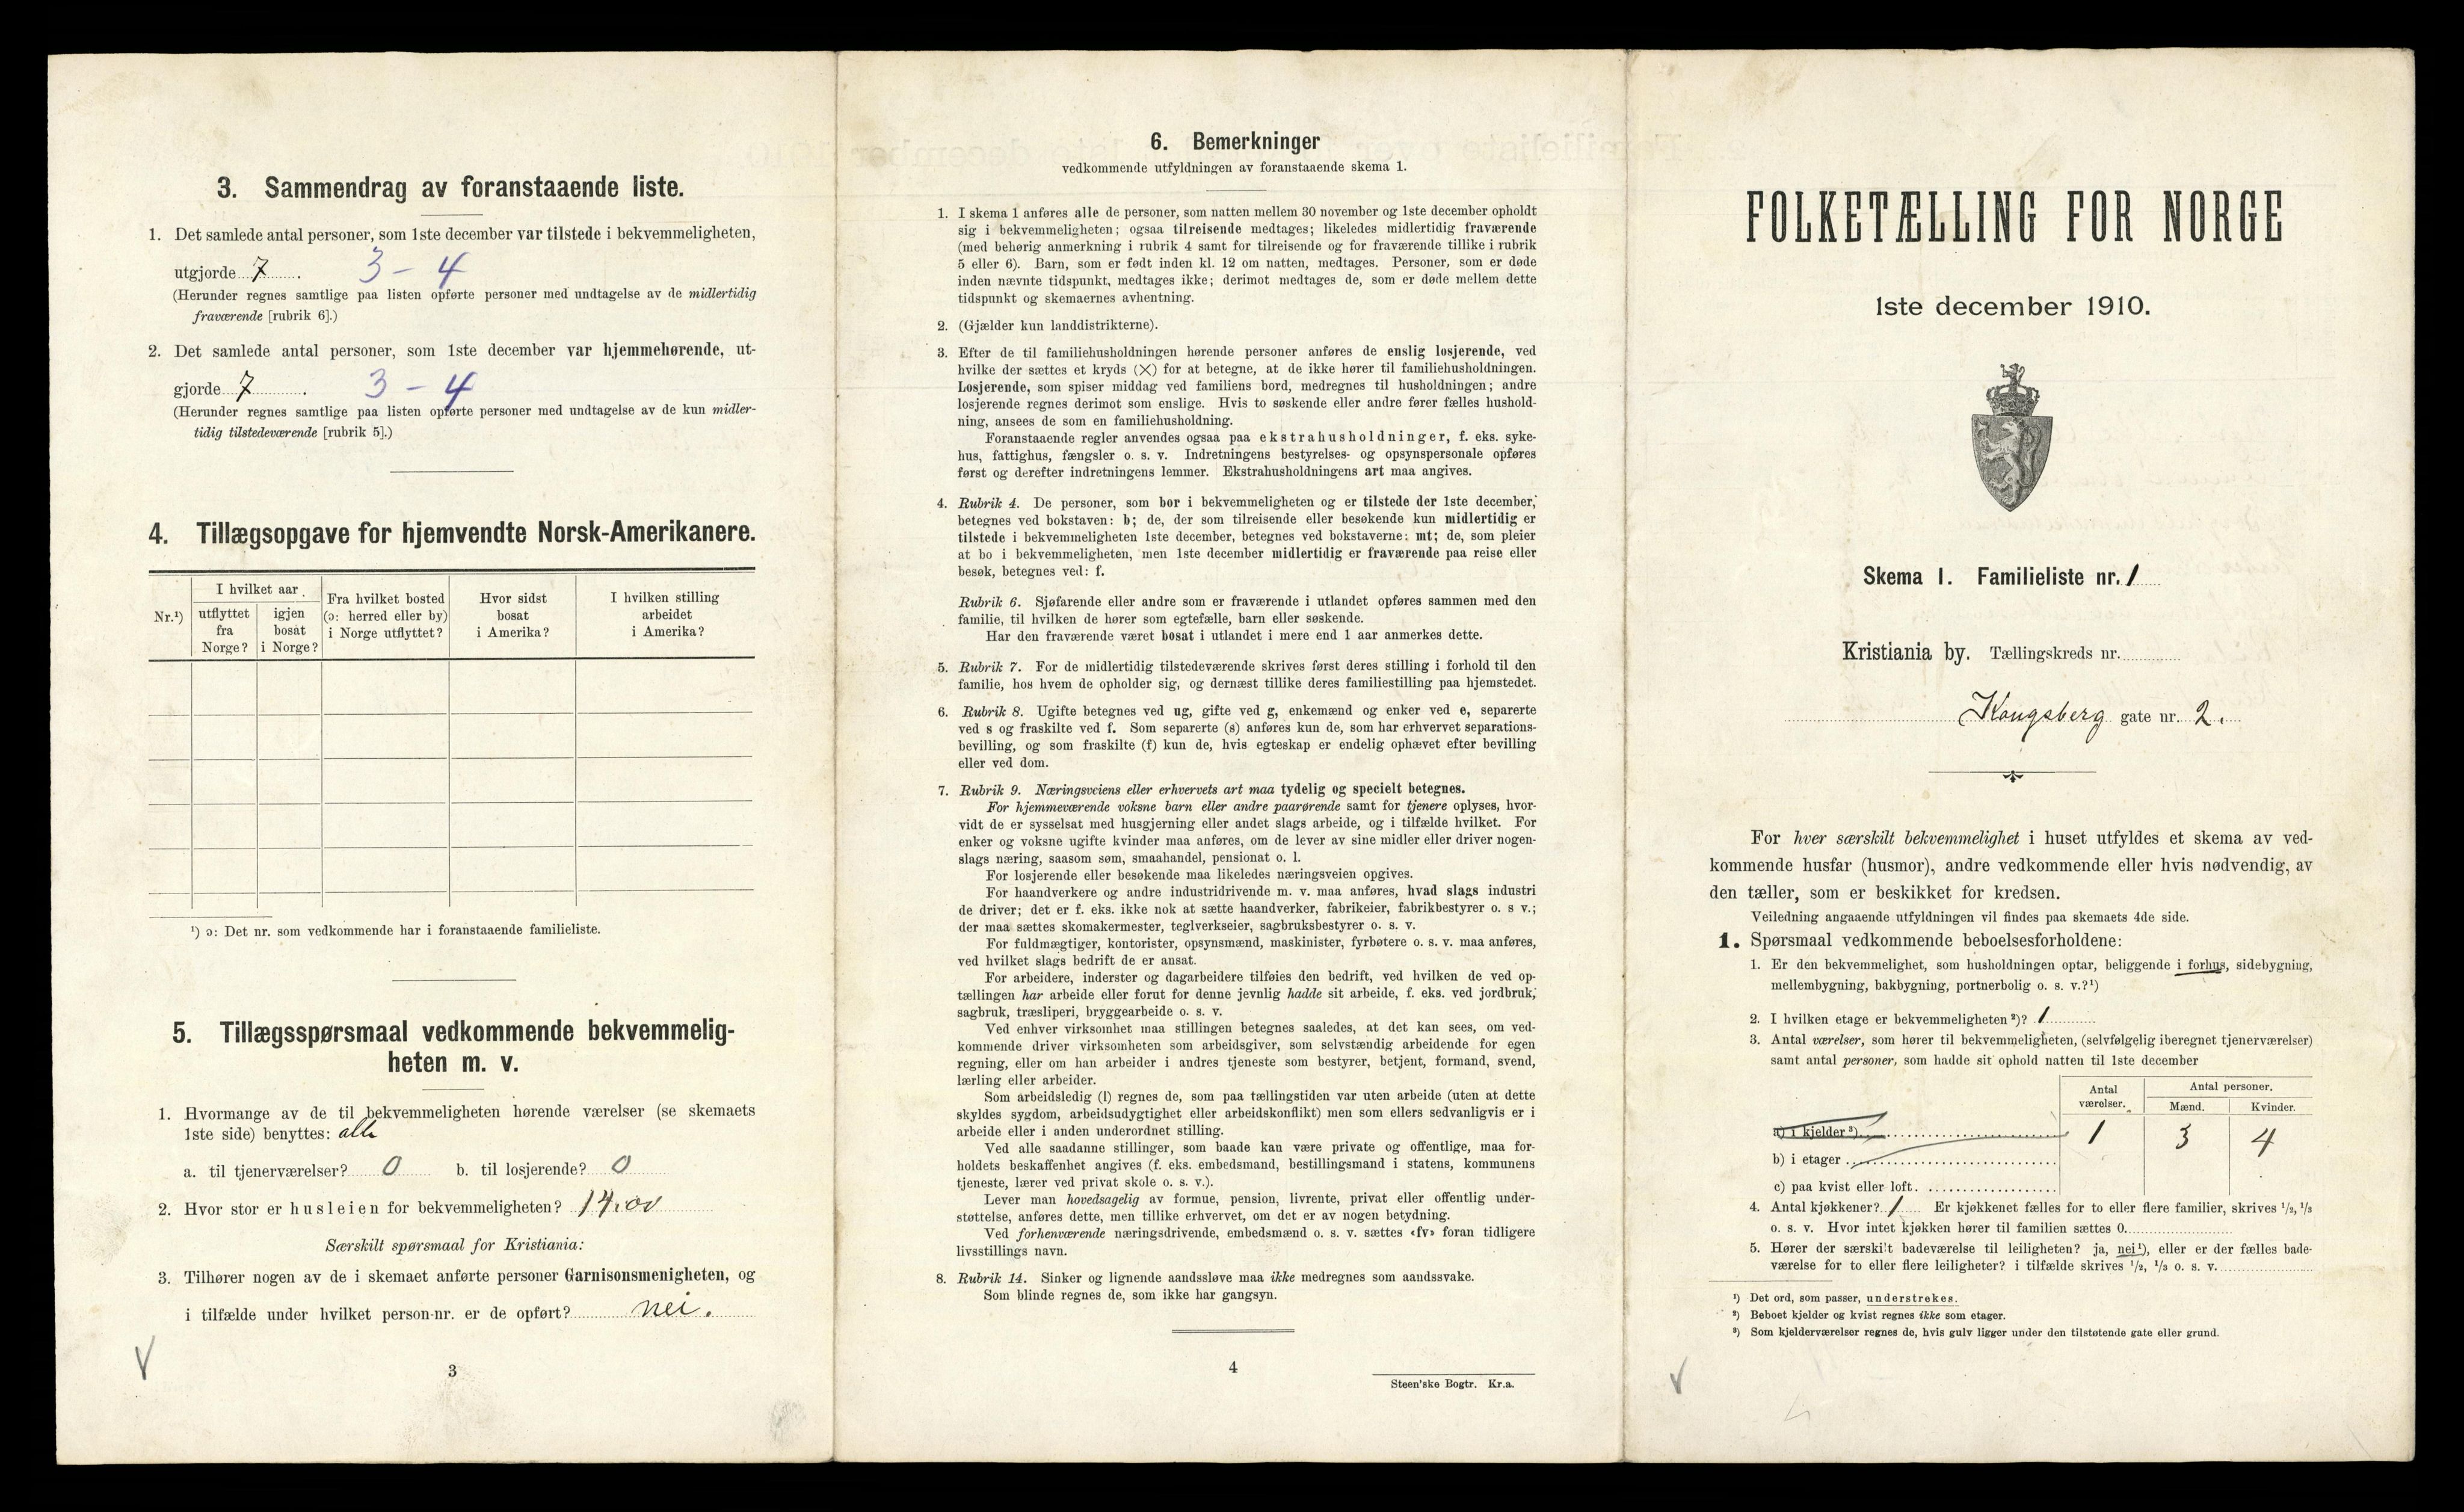 3. Sammendrag av foranstaaende liste.
1. Det samlede antal personer, som 1ste december var tilstede i bekvemmeligheten,
utgjorde 7. 3 – 4
(Herunder regnes samtlige paa listen opførte personer med undtagelse av de midlertidig
fraværende [rubrik 6].)
2. Det samlede antal personer, som 1ste december var hjemmehørende, ut-
gjorde 7. 3 – 4
(Herunder regnes samtlige paa listen opførte personer med undtagelse av de kun midler-
tidig tilstedeværende [rubrik 5].)
4. Tillægsopgave for hjemvendte Norsk-Amerikanere.
Nr.¹)
I hvilket aar
utflyttet fra Norge?
igjen bosat i Norge?
Fra hvilket bosted (ɔ: herred eller by) i Norge utflyttet?
Hvor sidst bosat i Amerika?
I hvilken stilling arbeidet i Amerika?
¹) ɔ: Det nr. som vedkommende har i foranstaaende familieliste.
5. Tillægsspørsmaal vedkommende bekvemmelig-
heten m. v.
1. Hvormange av de til bekvemmeligheten hørende værelser (se skemaets
1ste side) benyttes: alle
a. til tjenerværelser? 0 b. til losjerende? 0
2. Hvor stor er husleien for bekvemmeligheten? 14,00
Særskilt spørsmaal for Kristiania:
3. Tilhører nogen av de i skemaet anførte personer Garnisonsmenigheten, og
i tilfælde under hvilket person-nr. er de opført? nei.
3
6. Bemerkninger
vedkommende utfyldningen av foranstaaende skema 1.
1. I skema 1 anføres alle de personer, som natten mellem 30 november og 1ste december opholdt
sig i bekvemmeligheten; ogsaa tilreisende medtages; likeledes midlertidig fraværende
(med behørig anmerkning i rubrik 4 samt for tilreisende og for fraværende tillike i rubrik
5 eller 6). Barn, som er født inden kl. 12 om natten, medtages. Personer, som er døde
inden nævnte tidspunkt, medtages ikke; derimot medtages de, som er døde mellem dette
tidspunkt og skemaernes avhentning.
2. (Gjælder kun landdistrikterne).
3. Efter de til familiehusholdningen hørende personer anføres de enslig losjerende, ved
hvilke der sættes et kryds (×) for at betegne, at de ikke hører til familiehusholdningen.
Losjerende, som spiser middag ved familiens bord, medregnes til husholdningen; andre
losjerende regnes derimot som enslige. Hvis to søskende eller andre fører fælles hushold-
ning, ansees de som en familiehusholdning.
Foranstaaende regler anvendes ogsaa paa ekstrahusholdninger, f. eks. syke-
hus, fattighus, fængsler o. s. v. Indretningens bestyrelses- og opsynspersonale opføres
først og derefter indretningens lemmer. Ekstrahusholdningens art maa angives.
4. Rubrik 4. De personer, som bor i bekvemmeligheten og er tilstede der 1ste december,
betegnes ved bokstaven: b; de, der som tilreisende eller besøkende kun midlertidig er
tilstede i bekvemmeligheten 1ste december, betegnes ved bokstaverne: mt; de, som pleier
at bo i bekvemmeligheten, men 1ste december midlertidig er fraværende paa reise eller
besøk, betegnes ved: f.
Rubrik 6. Sjøfarende eller andre som er fraværende i utlandet opføres sammen med den
familie, til hvilken de hører som egtefælle, barn eller søskende.
Har den fraværende været bosat i utlandet i mere end 1 aar anmerkes dette.
5. Rubrik 7. For de midlertidig tilstedeværende skrives først deres stilling i forhold til den
familie, hos hvem de opholder sig, og dernæst tillike deres familiestilling paa hjemstedet.
6. Rubrik 8. Ugifte betegnes ved ug, gifte ved g, enkemænd og enker ved e, separerte
ved s og fraskilte ved f. Som separerte (s) anføres kun de, som har erhvervet separations-
bevilling, og som fraskilte (f) kun de, hvis egteskap er endelig ophævet efter bevilling
eller ved dom.
7. Rubrik 9. Næringsveiens eller erhvervets art maa tydelig og specielt betegnes.
For hjemmeværende voksne barn eller andre paarørende samt for tjenere oplyses, hvor-
vidt de er sysselsat med husgjerning eller andet slags arbeide, og i tilfælde hvilket. For
enker og voksne ugifte kvinder maa anføres, om de lever av sine midler eller driver nogen-
slags næring, saasom søm, smaahandel, pensionat o. l.
For losjerende eller besøkende maa likeledes næringsveien opgives.
For haandverkere og andre industridrivende m. v. maa anføres, hvad slags industri
de driver; det er f. eks. ikke nok at sætte haandverker, fabrikeier, fabrikbestyrer o. s v.;
der maa sættes skomakermester, teglverkseier, sagbruksbestyrer o. s. v.
For fuldmægtiger, kontorister, opsynsmænd, maskinister, fyrbøtere o. s. v. maa anføres,
ved hvilket slags bedrift de er ansat.
For arbeidere, inderster og dagarbeidere tilføies den bedrift, ved hvilken de ved op-
tællingen har arbeide eller forut for denne jevnlig hadde sit arbeide, f. eks. ved jordbruk,
sagbruk, træsliperi, bryggearbeide o. s. v.
Ved enhver virksomhet maa stillingen betegnes saaledes, at det kan sees, om ved-
kommende driver virksomheten som arbeidsgiver, som selvstændig arbeidende for egen
regning, eller om han arbeider i andres tjeneste som bestyrer, betjent, formand, svend,
lærling eller arbeider.
Som arbeidsledig (l) regnes de, som paa tællingstiden var uten arbeide (uten at dette
skyldes sygdom, arbeidsudygtighet eller arbeidskonflikt) men som ellers sedvanligvis er i
arbeide eller i anden underordnet stilling.
Ved alle saadanne stillinger, som baade kan være private og offentlige, maa for-
holdets beskaffenhet angives (f. eks. embedsmand, bestillingsmand i statens, kommunens
tjeneste, lærer ved privat skole o. s. v.).
Lever man hovedsagelig av formue, pension, livrente, privat eller offentlig under-
støttelse, anføres dette, men tillike erhvervet, om det er av nogen betydning.
Ved forhenværende næringsdrivende, embedsmænd o. s. v. sættes «fv» foran tidligere
livsstillings navn.
8. Rubrik 14. Sinker og lignende aandssløve maa ikke medregnes som aandssvake.
Som blinde regnes de, som ikke har gangsyn.
4
Steen'ske Bogtr. Kr.a.
FOLKETÆLLING FOR NORGE
1ste december 1910.
Skema I. Familieliste nr. 1
Kristiania by. Tællingskreds nr.
Kongsberg gate nr. 2.
For hver særskilt bekvemmelighet i huset utfyldes et skema av ved-
kommende husfar (husmor), andre vedkommende eller hvis nødvendig, av
den tæller, som er beskikket for kredsen.
Veiledning angaaende utfyldningen vil findes paa skemaets 4de side.
1. Spørsmaal vedkommende beboelsesforholdene:
1. Er den bekvemmelighet, som husholdningen optar, beliggende i forhus, sidebygning,
mellembygning, bakbygning, portnerbolig o. s. v.?¹)
2. I hvilken etage er bekvemmeligheten²)? 1
3. Antal værelser, som hører til bekvemmeligheten, (selvfølgelig iberegnet tjenerværelser)
samt antal personer, som hadde sit ophold natten til 1ste december
Antal værelser. Antal personer.
Mænd. Kvinder.
a) i kjelder³) 1 3 4
b) i etager
c) paa kvist eller loft.
4. Antal kjøkkener? 1 Er kjøkkenet fælles for to eller flere familier, skrives 1/2, 1/3
o. s. v. Hvor intet kjøkken hører til familien sættes 0.
5. Hører der særskilt badeværelse til leiligheten? ja, nei¹), eller er der fælles bade-
værelse for to eller flere leiligheter? i tilfælde skrives 1/2, 1/3 o. s. v.
¹) Det ord, som passer, understrekes.
²) Beboet kjelder og kvist regnes ikke som etager.
³) Som kjelderværelser regnes de, hvis gulv ligger under den tilstøtende gate eller grund.